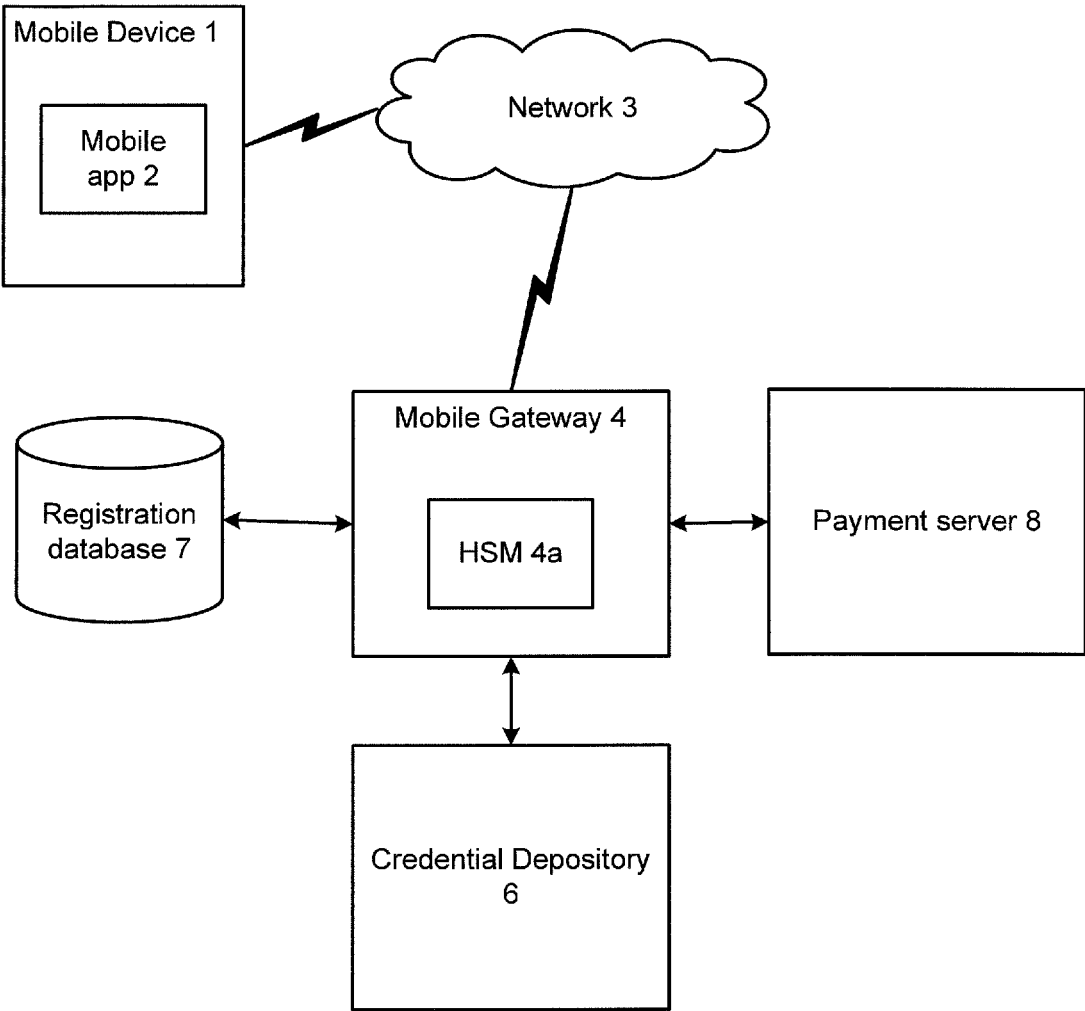 Mobile Device 1
Mobile
app 2
Network 3
Mobile Gateway 4
HSM 4a
Registration
database 7
Payment server 8
Credential Depository
6